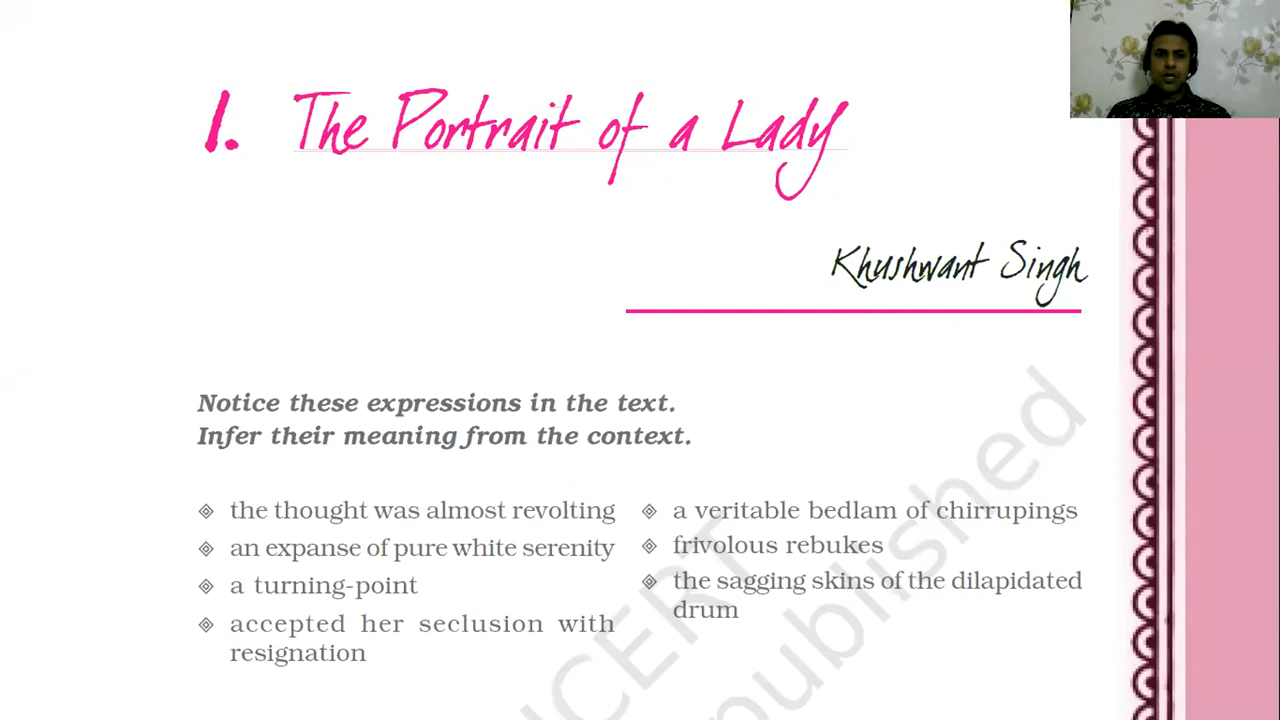 1. The Portrait of a Lady
Khushwant Singh
Notice these expressions in the text.
Infer their meaning from the context.
the thought was almost revolting
an expanse of pure white serenity
a turning-point
accepted her seclusion with
resignation
a veritable bedlam of chirrupings
frivolous rebukes
the sagging skins of the dilapidated
drum
NCERT
published